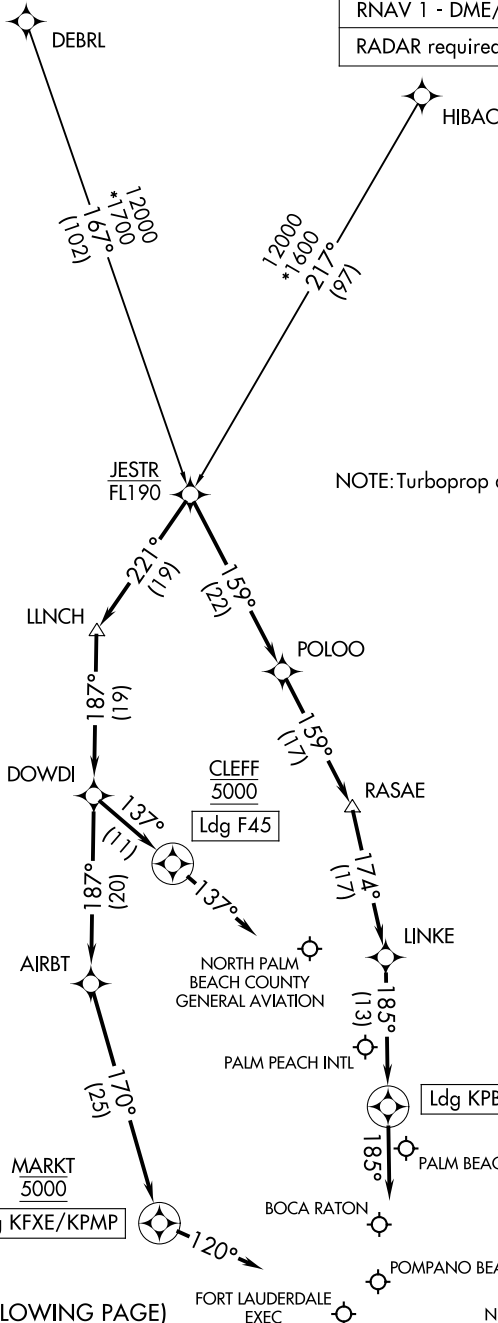 RNAV 1 - DME/
RADAR required
DEBRL
HIBAC
12000
*1700
167°
(102)
12000
*1600
217°
(97)
JESTR
FL190
NOTE: Turboprop
221°
(19)
159°
(22)
LLNCH
POLOO
187°
(19)
159°
(17)
DOWDI
CLEFF
5000
Ldg F45
RASAE
137°
(11)
187°
(20)
137°
174°
(17)
LINKE
AIRBT
NORTH PALM
BEACH COUNTY
GENERAL AVIATION
185°
(13)
PALM PEACH INTL
170°
(25)
Ldg KPB
185°
PALM BEAC
MARKT
5000
KFXE/KPMP
120°
BOCA RATON
POMPANO BEA
LOWING PAGE)
FORT LAUDERDALE
EXEC
N